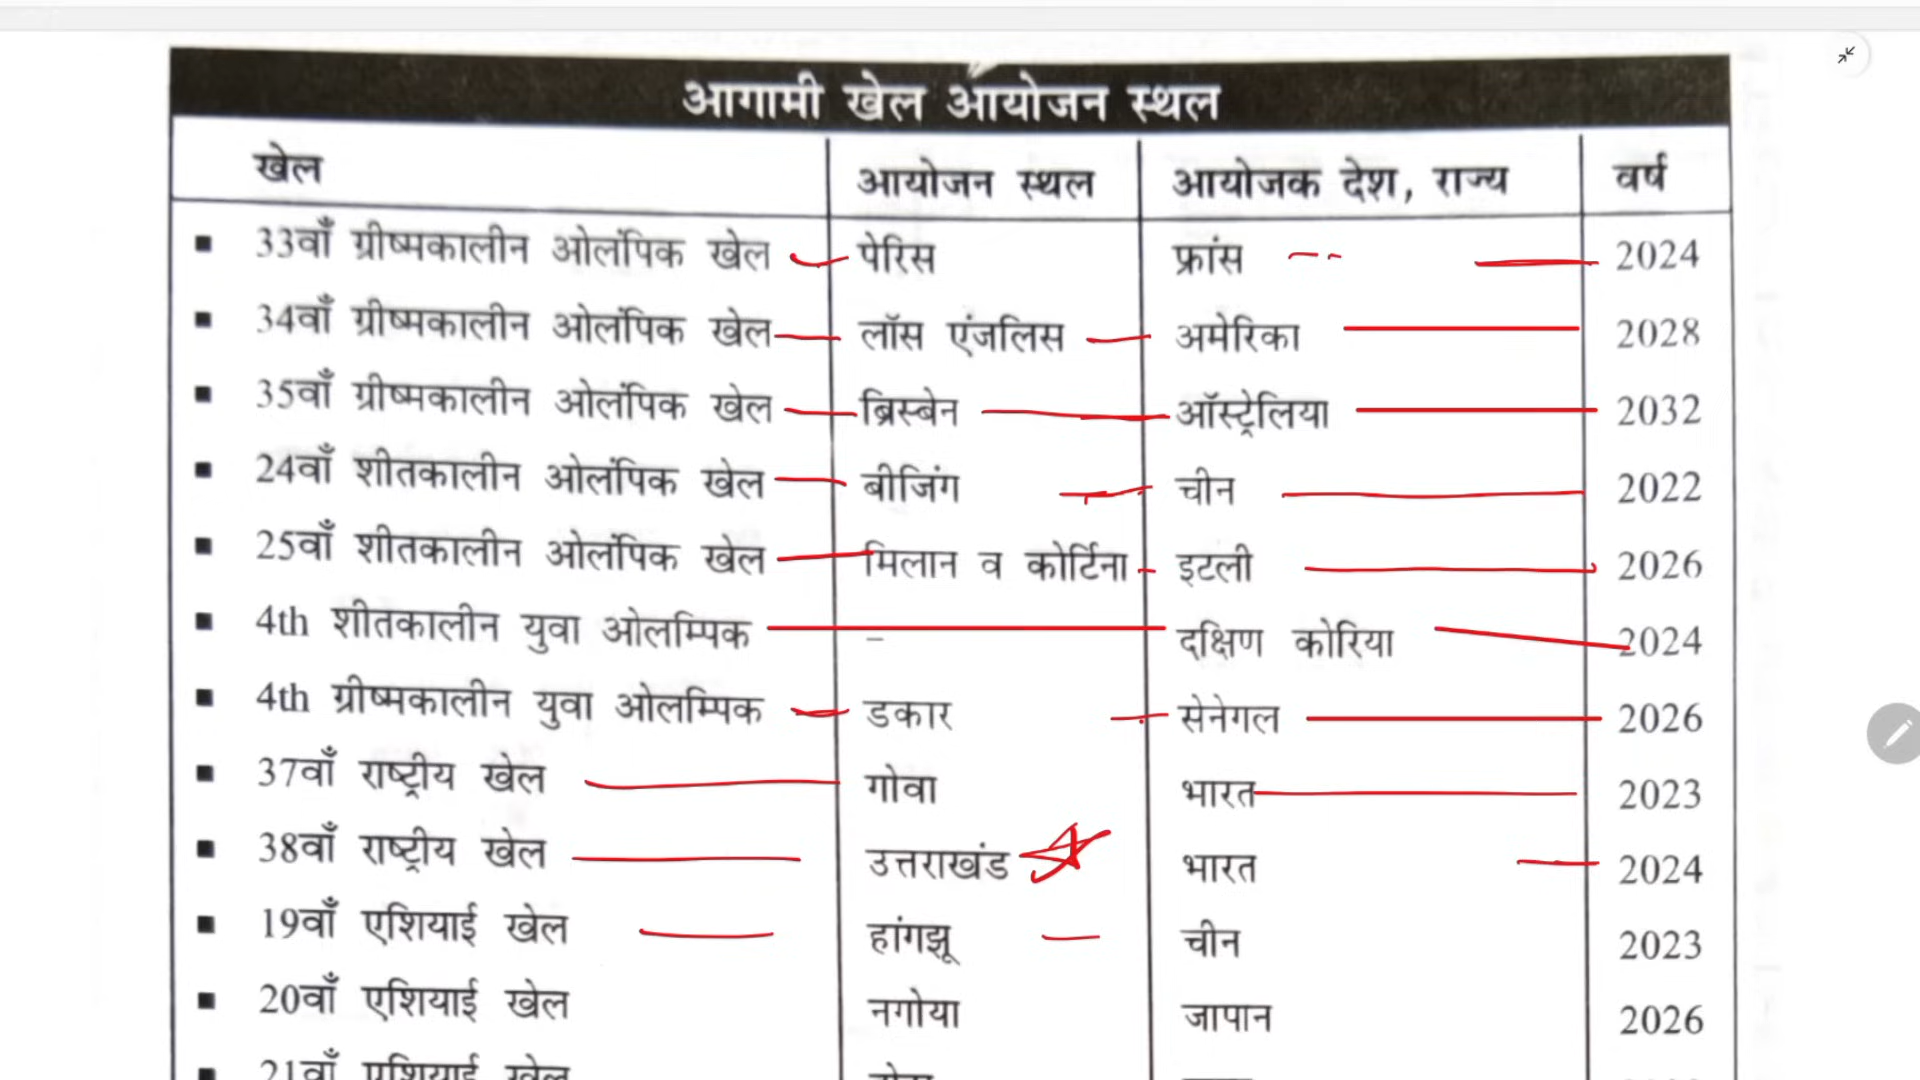 आगामी खेल आयोजन स्थल
खेल आयोजन स्थल आयोजक देश, राज्य वर्ष
▪ 33वाँ ग्रीष्मकालीन ओलंपिक खेल पेरिस फ्रांस 2024
▪ 34वाँ ग्रीष्मकालीन ओलंपिक खेल लॉस एंजलिस अमेरिका 2028
▪ 35वाँ ग्रीष्मकालीन ओलंपिक खेल ब्रिस्बेन ऑस्ट्रेलिया 2032
▪ 24वाँ शीतकालीन ओलंपिक खेल बीजिंग चीन 2022
▪ 25वाँ शीतकालीन ओलंपिक खेल मिलान व कोर्टिना इटली 2026
▪ 4th शीतकालीन युवा ओलम्पिक – दक्षिण कोरिया 2024
▪ 4th ग्रीष्मकालीन युवा ओलम्पिक डकार सेनेगल 2026
▪ 37वाँ राष्ट्रीय खेल गोवा भारत 2023
▪ 38वाँ राष्ट्रीय खेल उत्तराखंड भारत 2024
▪ 19वाँ एशियाई खेल हांगझू चीन 2023
▪ 20वाँ एशियाई खेल नगोया जापान 2026
▪ 21वाँ एशियाई खेल